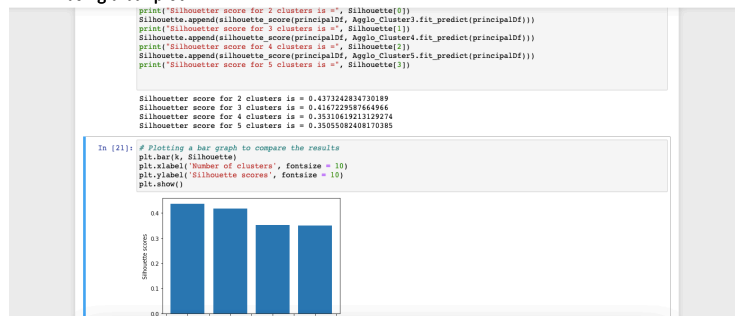 print("Silhouetter score for 2 clusters is =", Silhouette[0])
Silhouette.append(silhouette_score(principalDf, Agglo_Cluster3.fit_predict(principalDf)))
print("Silhouetter score for 3 clusters is =", Silhouette[1])
Silhouette.append(silhouette_score(principalDf, Agglo_Cluster4.fit_predict(principalDf)))
print("Silhouetter score for 4 clusters is =", Silhouette[2])
Silhouette.append(silhouette_score(principalDf, Agglo_Cluster5.fit_predict(principalDf)))
print("Silhouetter score for 5 clusters is =", Silhouette[3])
Silhouetter score for 2 clusters is = 0.4373242834730189
Silhouetter score for 3 clusters is = 0.4167229587664966
Silhouetter score for 4 clusters is = 0.35310619213129274
Silhouetter score for 5 clusters is = 0.35055082408170385
In [21]: # Plotting a bar graph to compare the results
plt.bar(k, Silhouette)
plt.xlabel('Number of clusters', fontsize = 10)
plt.ylabel('Silhouette scores', fontsize = 10)
plt.show()
0.4
0.3
0.2
0.1
0.0
Silhouette scores